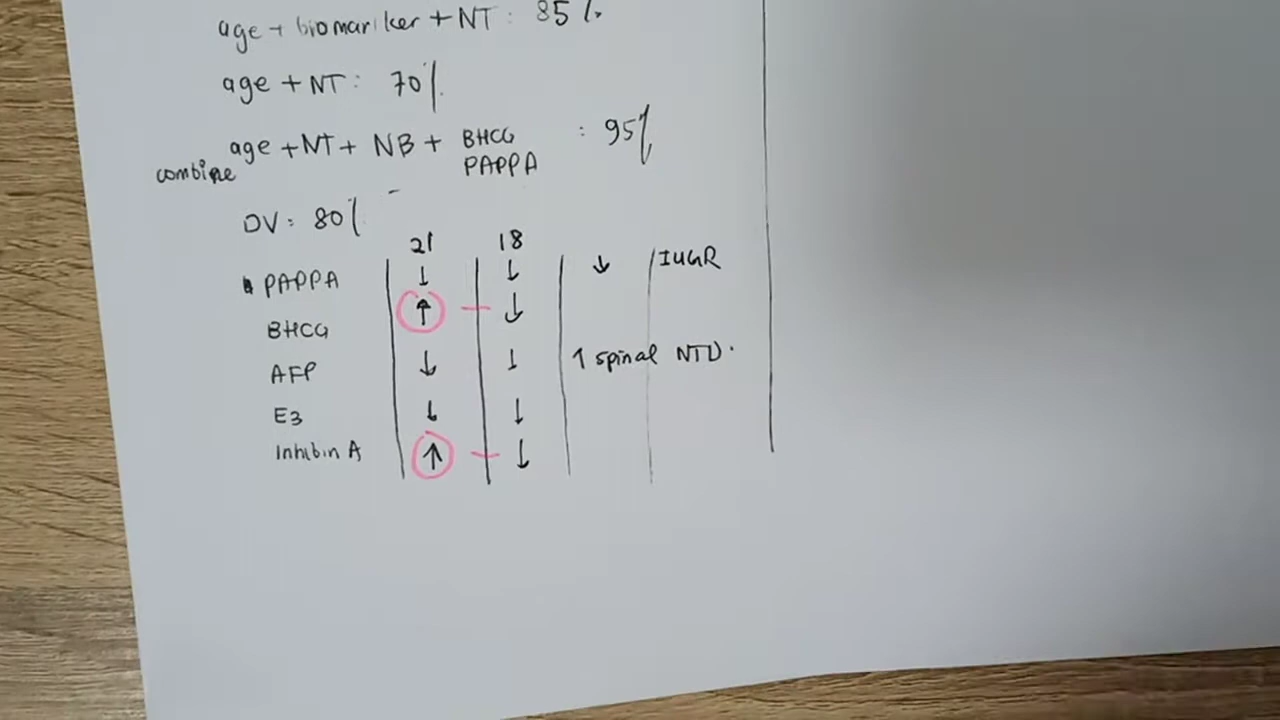 age + biomariker + NT : 85 %
age + NT : 70%
age + NT + NB + BHCG : 95%
combine PAPPA
DV : 80%
21 18
PAPPA ↓ ↓ ↓ IUGR
BHCG ↑ - ↓
AFP ↓ ↓ ↑ spinal NTD.
E3 ↓ ↓
Inhibin A ↑ - ↓